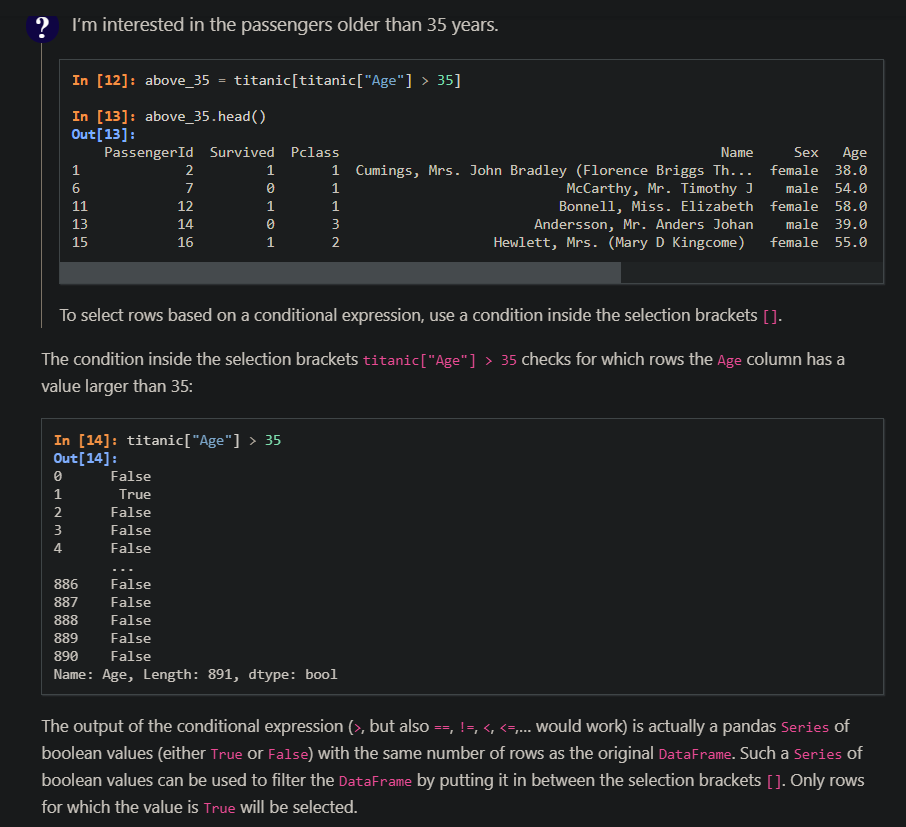 ? I’m interested in the passengers older than 35 years.
In [12]: above_35 = titanic[titanic["Age"] > 35]
In [13]: above_35.head()
Out[13]:
    PassengerId  Survived  Pclass                                               Name     Sex   Age
1             2         1       1  Cumings, Mrs. John Bradley (Florence Briggs Th...  female  38.0
6             7         0       1                            McCarthy, Mr. Timothy J    male  54.0
11           12         1       1                           Bonnell, Miss. Elizabeth  female  58.0
13           14         0       3                        Andersson, Mr. Anders Johan    male  39.0
15           16         1       2                   Hewlett, Mrs. (Mary D Kingcome)   female  55.0
To select rows based on a conditional expression, use a condition inside the selection brackets [].
The condition inside the selection brackets titanic["Age"] > 35 checks for which rows the Age column has a
value larger than 35:
In [14]: titanic["Age"] > 35
Out[14]:
0      False
1       True
2      False
3      False
4      False
       ...
886    False
887    False
888    False
889    False
890    False
Name: Age, Length: 891, dtype: bool
The output of the conditional expression (>, but also ==, !=, <, <=,… would work) is actually a pandas Series of
boolean values (either True or False) with the same number of rows as the original DataFrame. Such a Series of
boolean values can be used to filter the DataFrame by putting it in between the selection brackets []. Only rows
for which the value is True will be selected.